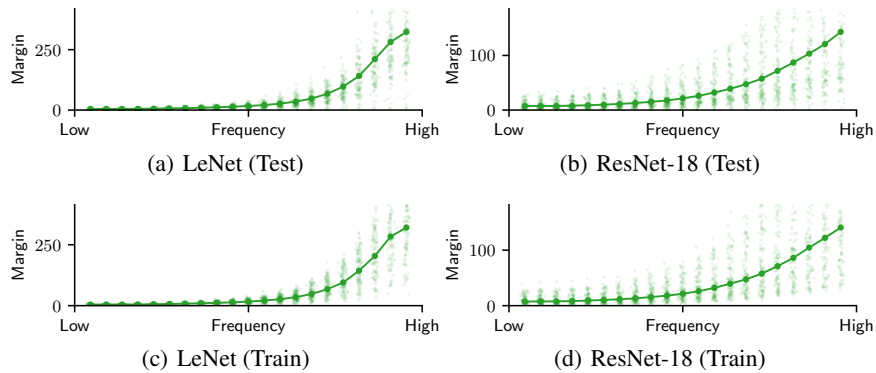 Margin
250
0
Low
Frequency
High
(a) LeNet (Test)
Margin
100
0
Low
Frequency
High
(b) ResNet-18 (Test)
Margin
250
0
Low
Frequency
High
(c) LeNet (Train)
Margin
100
0
Low
Frequency
High
(d) ResNet-18 (Train)